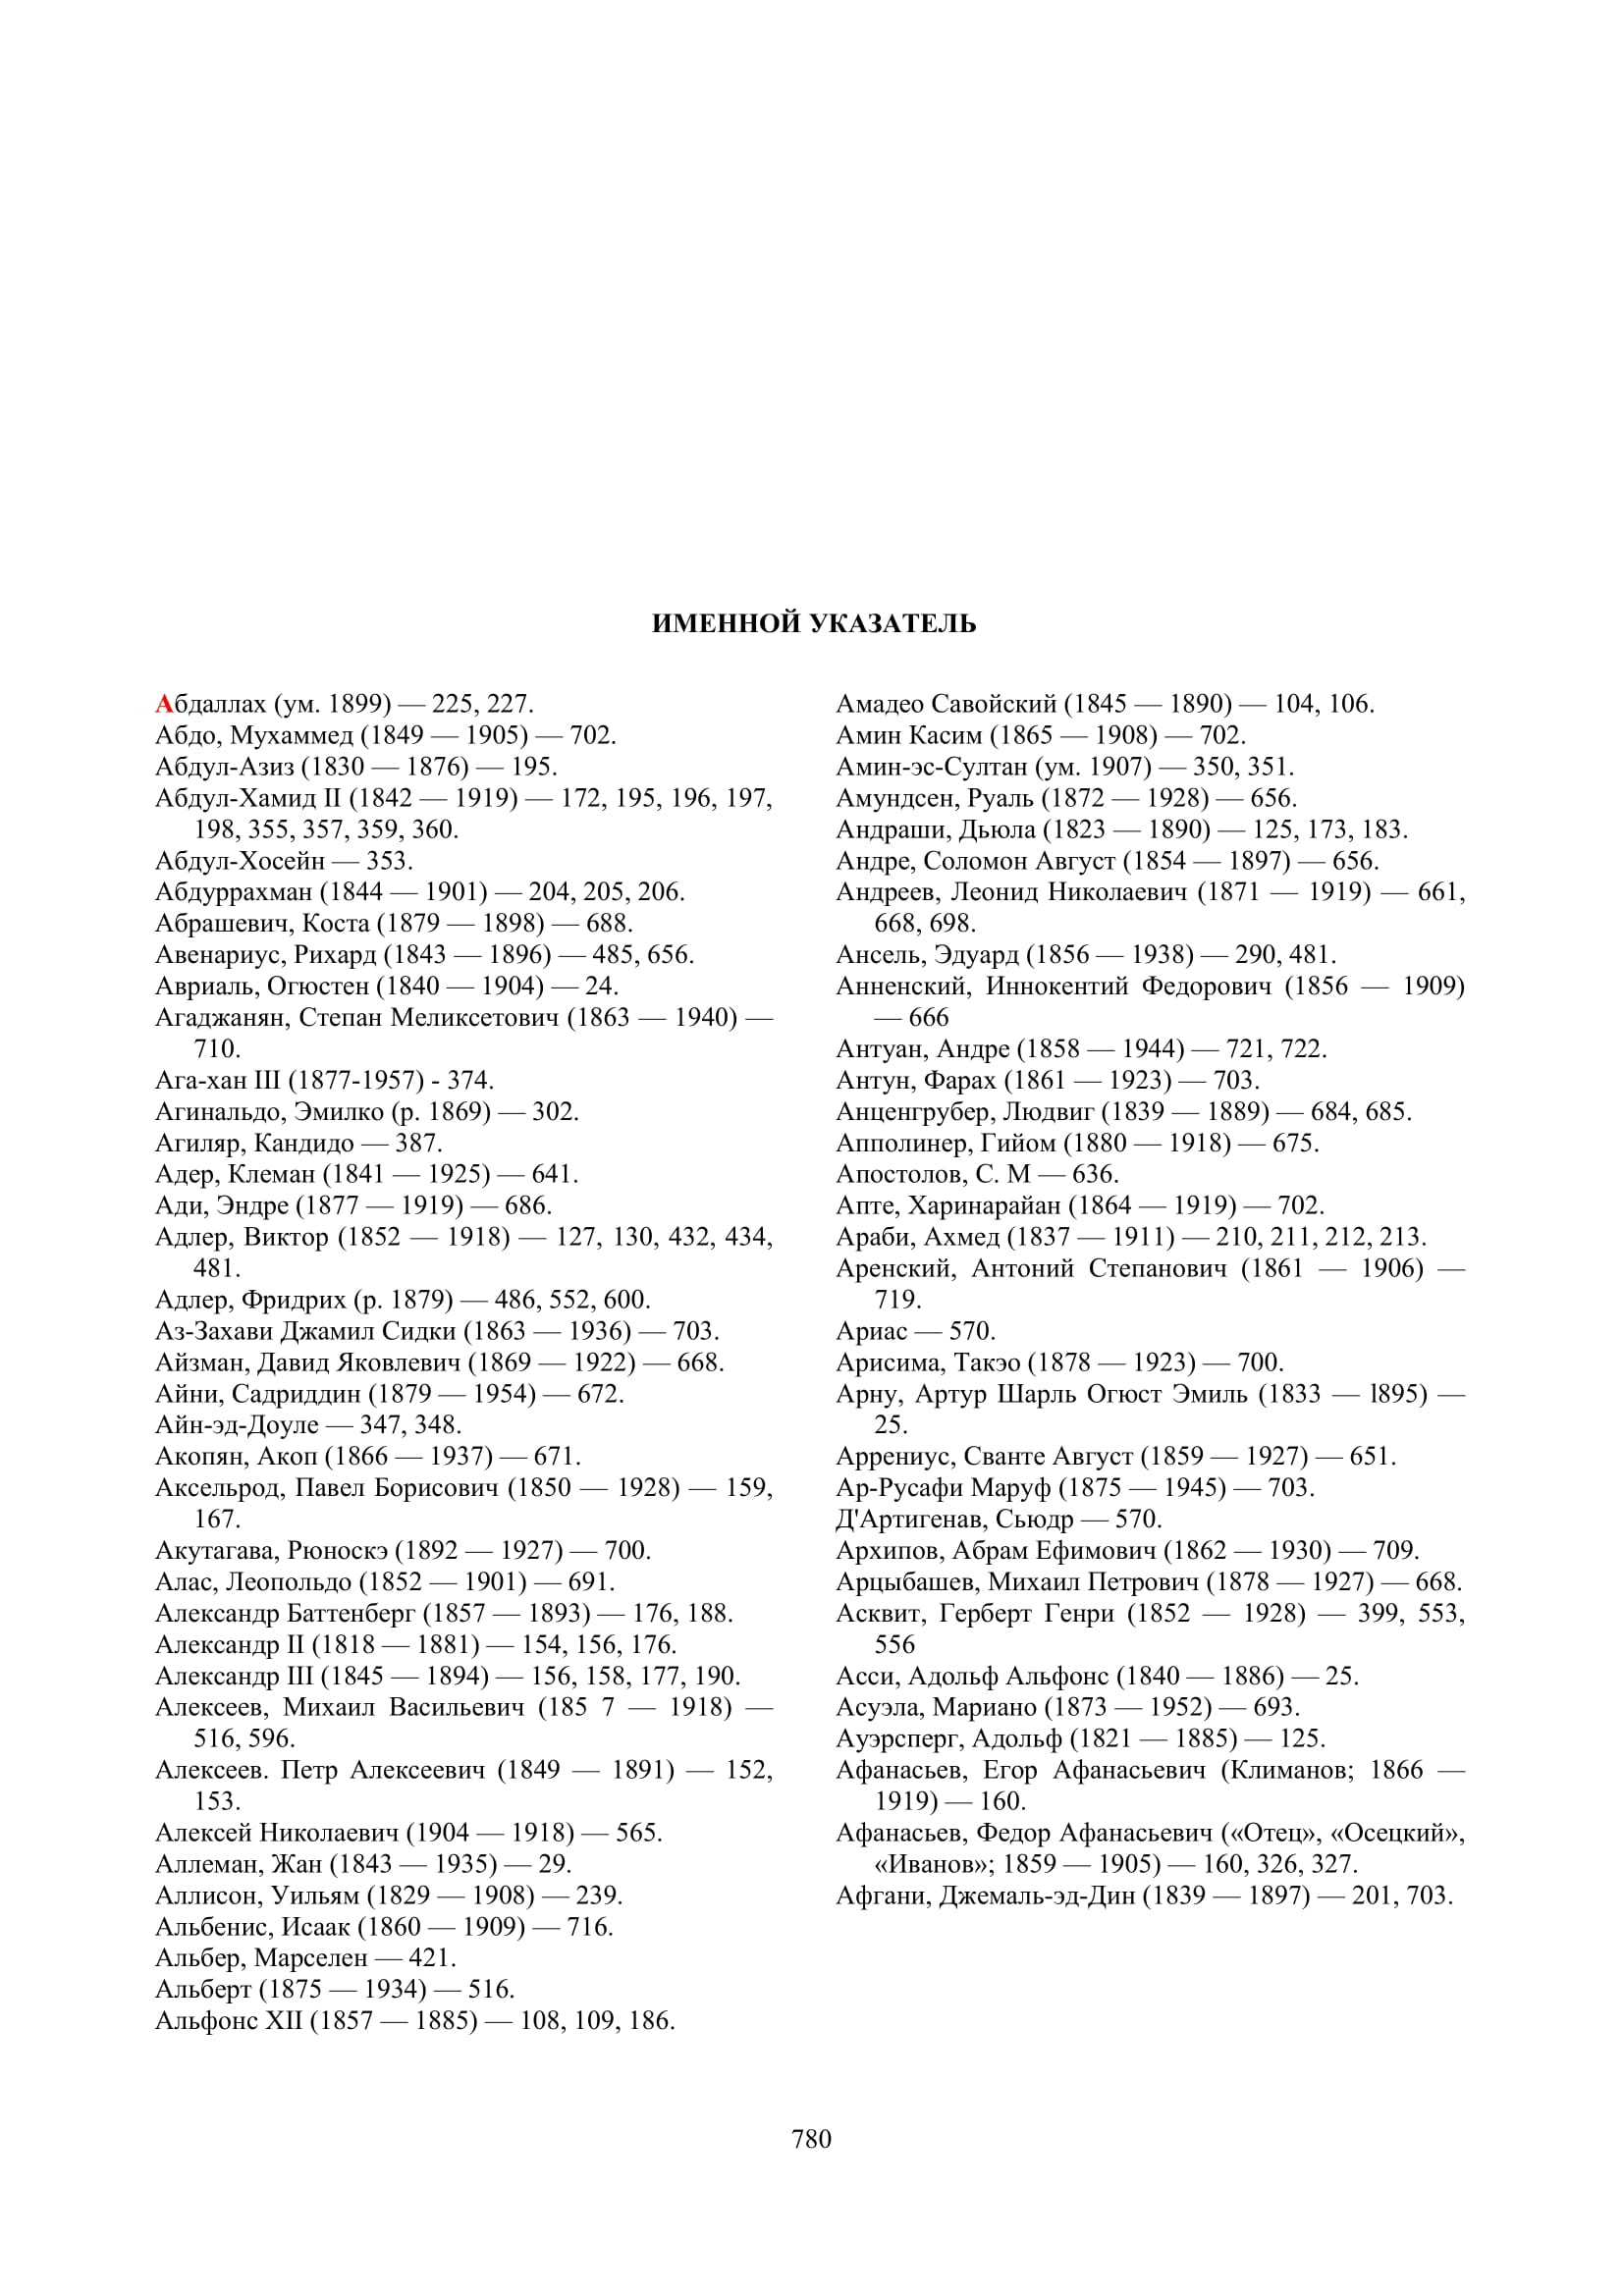 ИМЕННОЙ УКАЗАТЕЛЬ
Абдаллах (ум. 1899) — 225, 227.
Абдо, Мухаммед (1849 — 1905) — 702.
Абдул-Азиз (1830 — 1876) — 195.
Абдул-Хамид II (1842 — 1919) — 172, 195, 196, 197,
198, 355, 357, 359, 360.
Абдул-Хосейн — 353.
Абдуррахман (1844 — 1901) — 204, 205, 206.
Абрашевич, Коста (1879 — 1898) — 688.
Авенариус, Рихард (1843 — 1896) — 485, 656.
Авриаль, Огюстен (1840 — 1904) — 24.
Агаджанян, Степан Меликсетович (1863 — 1940) —
710.
Ага-хан III (1877-1957) - 374.
Агинальдо, Эмилко (р. 1869) — 302.
Агиляр, Кандидо — 387.
Адер, Клеман (1841 — 1925) — 641.
Ади, Эндре (1877 — 1919) — 686.
Адлер, Виктор (1852 — 1918) — 127, 130, 432, 434,
481.
Адлер, Фридрих (р. 1879) — 486, 552, 600.
Аз-Захави Джамил Сидки (1863 — 1936) — 703.
Айзман, Давид Яковлевич (1869 — 1922) — 668.
Айни, Садриддин (1879 — 1954) — 672.
Айн-эд-Доуле — 347, 348.
Акопян, Акоп (1866 — 1937) — 671.
Аксельрод, Павел Борисович (1850 — 1928) — 159,
167.
Акутагава, Рюноскэ (1892 — 1927) — 700.
Алас, Леопольдо (1852 — 1901) — 691.
Александр Баттенберг (1857 — 1893) — 176, 188.
Александр II (1818 — 1881) — 154, 156, 176.
Александр III (1845 — 1894) — 156, 158, 177, 190.
Алексеев, Михаил Васильевич (185 7 — 1918) —
516, 596.
Алексеев. Петр Алексеевич (1849 — 1891) — 152,
153.
Алексей Николаевич (1904 — 1918) — 565.
Аллеман, Жан (1843 — 1935) — 29.
Аллисон, Уильям (1829 — 1908) — 239.
Альбенис, Исаак (1860 — 1909) — 716.
Альбер, Марселен — 421.
Альберт (1875 — 1934) — 516.
Альфонс XII (1857 — 1885) — 108, 109, 186.
Амадео Савойский (1845 — 1890) — 104, 106.
Амин Касим (1865 — 1908) — 702.
Амин-эс-Султан (ум. 1907) — 350, 351.
Амундсен, Руаль (1872 — 1928) — 656.
Андраши, Дьюла (1823 — 1890) — 125, 173, 183.
Андре, Соломон Август (1854 — 1897) — 656.
Андреев, Леонид Николаевич (1871 — 1919) — 661,
668, 698.
Ансель, Эдуард (1856 — 1938) — 290, 481.
Анненский, Иннокентий Федорович (1856 — 1909)
— 666
Антуан, Андре (1858 — 1944) — 721, 722.
Антун, Фарах (1861 — 1923) — 703.
Анценгрубер, Людвиг (1839 — 1889) — 684, 685.
Апполинер, Гийом (1880 — 1918) — 675.
Апостолов, С. М — 636.
Апте, Харинарайан (1864 — 1919) — 702.
Араби, Ахмед (1837 — 1911) — 210, 211, 212, 213.
Аренский, Антоний Степанович (1861 — 1906) —
719.
Ариас — 570.
Арисима, Такэо (1878 — 1923) — 700.
Арну, Артур Шарль Огюст Эмиль (1833 — l895) —
25.
Аррениус, Сванте Август (1859 — 1927) — 651.
Ар-Русафи Маруф (1875 — 1945) — 703.
Д'Артигенав, Сьюдр — 570.
Архипов, Абрам Ефимович (1862 — 1930) — 709.
Арцыбашев, Михаил Петрович (1878 — 1927) — 668.
Асквит, Герберт Генри (1852 — 1928) — 399, 553,
556
Асси, Адольф Альфонс (1840 — 1886) — 25.
Асуэла, Мариано (1873 — 1952) — 693.
Ауэрсперг, Адольф (1821 — 1885) — 125.
Афанасьев, Егор Афанасьевич (Климанов; 1866 —
1919) — 160.
Афанасьев, Федор Афанасьевич («Отец», «Осецкий»,
«Иванов»; 1859 — 1905) — 160, 326, 327.
Афгани, Джемаль-эд-Дин (1839 — 1897) — 201, 703.
780